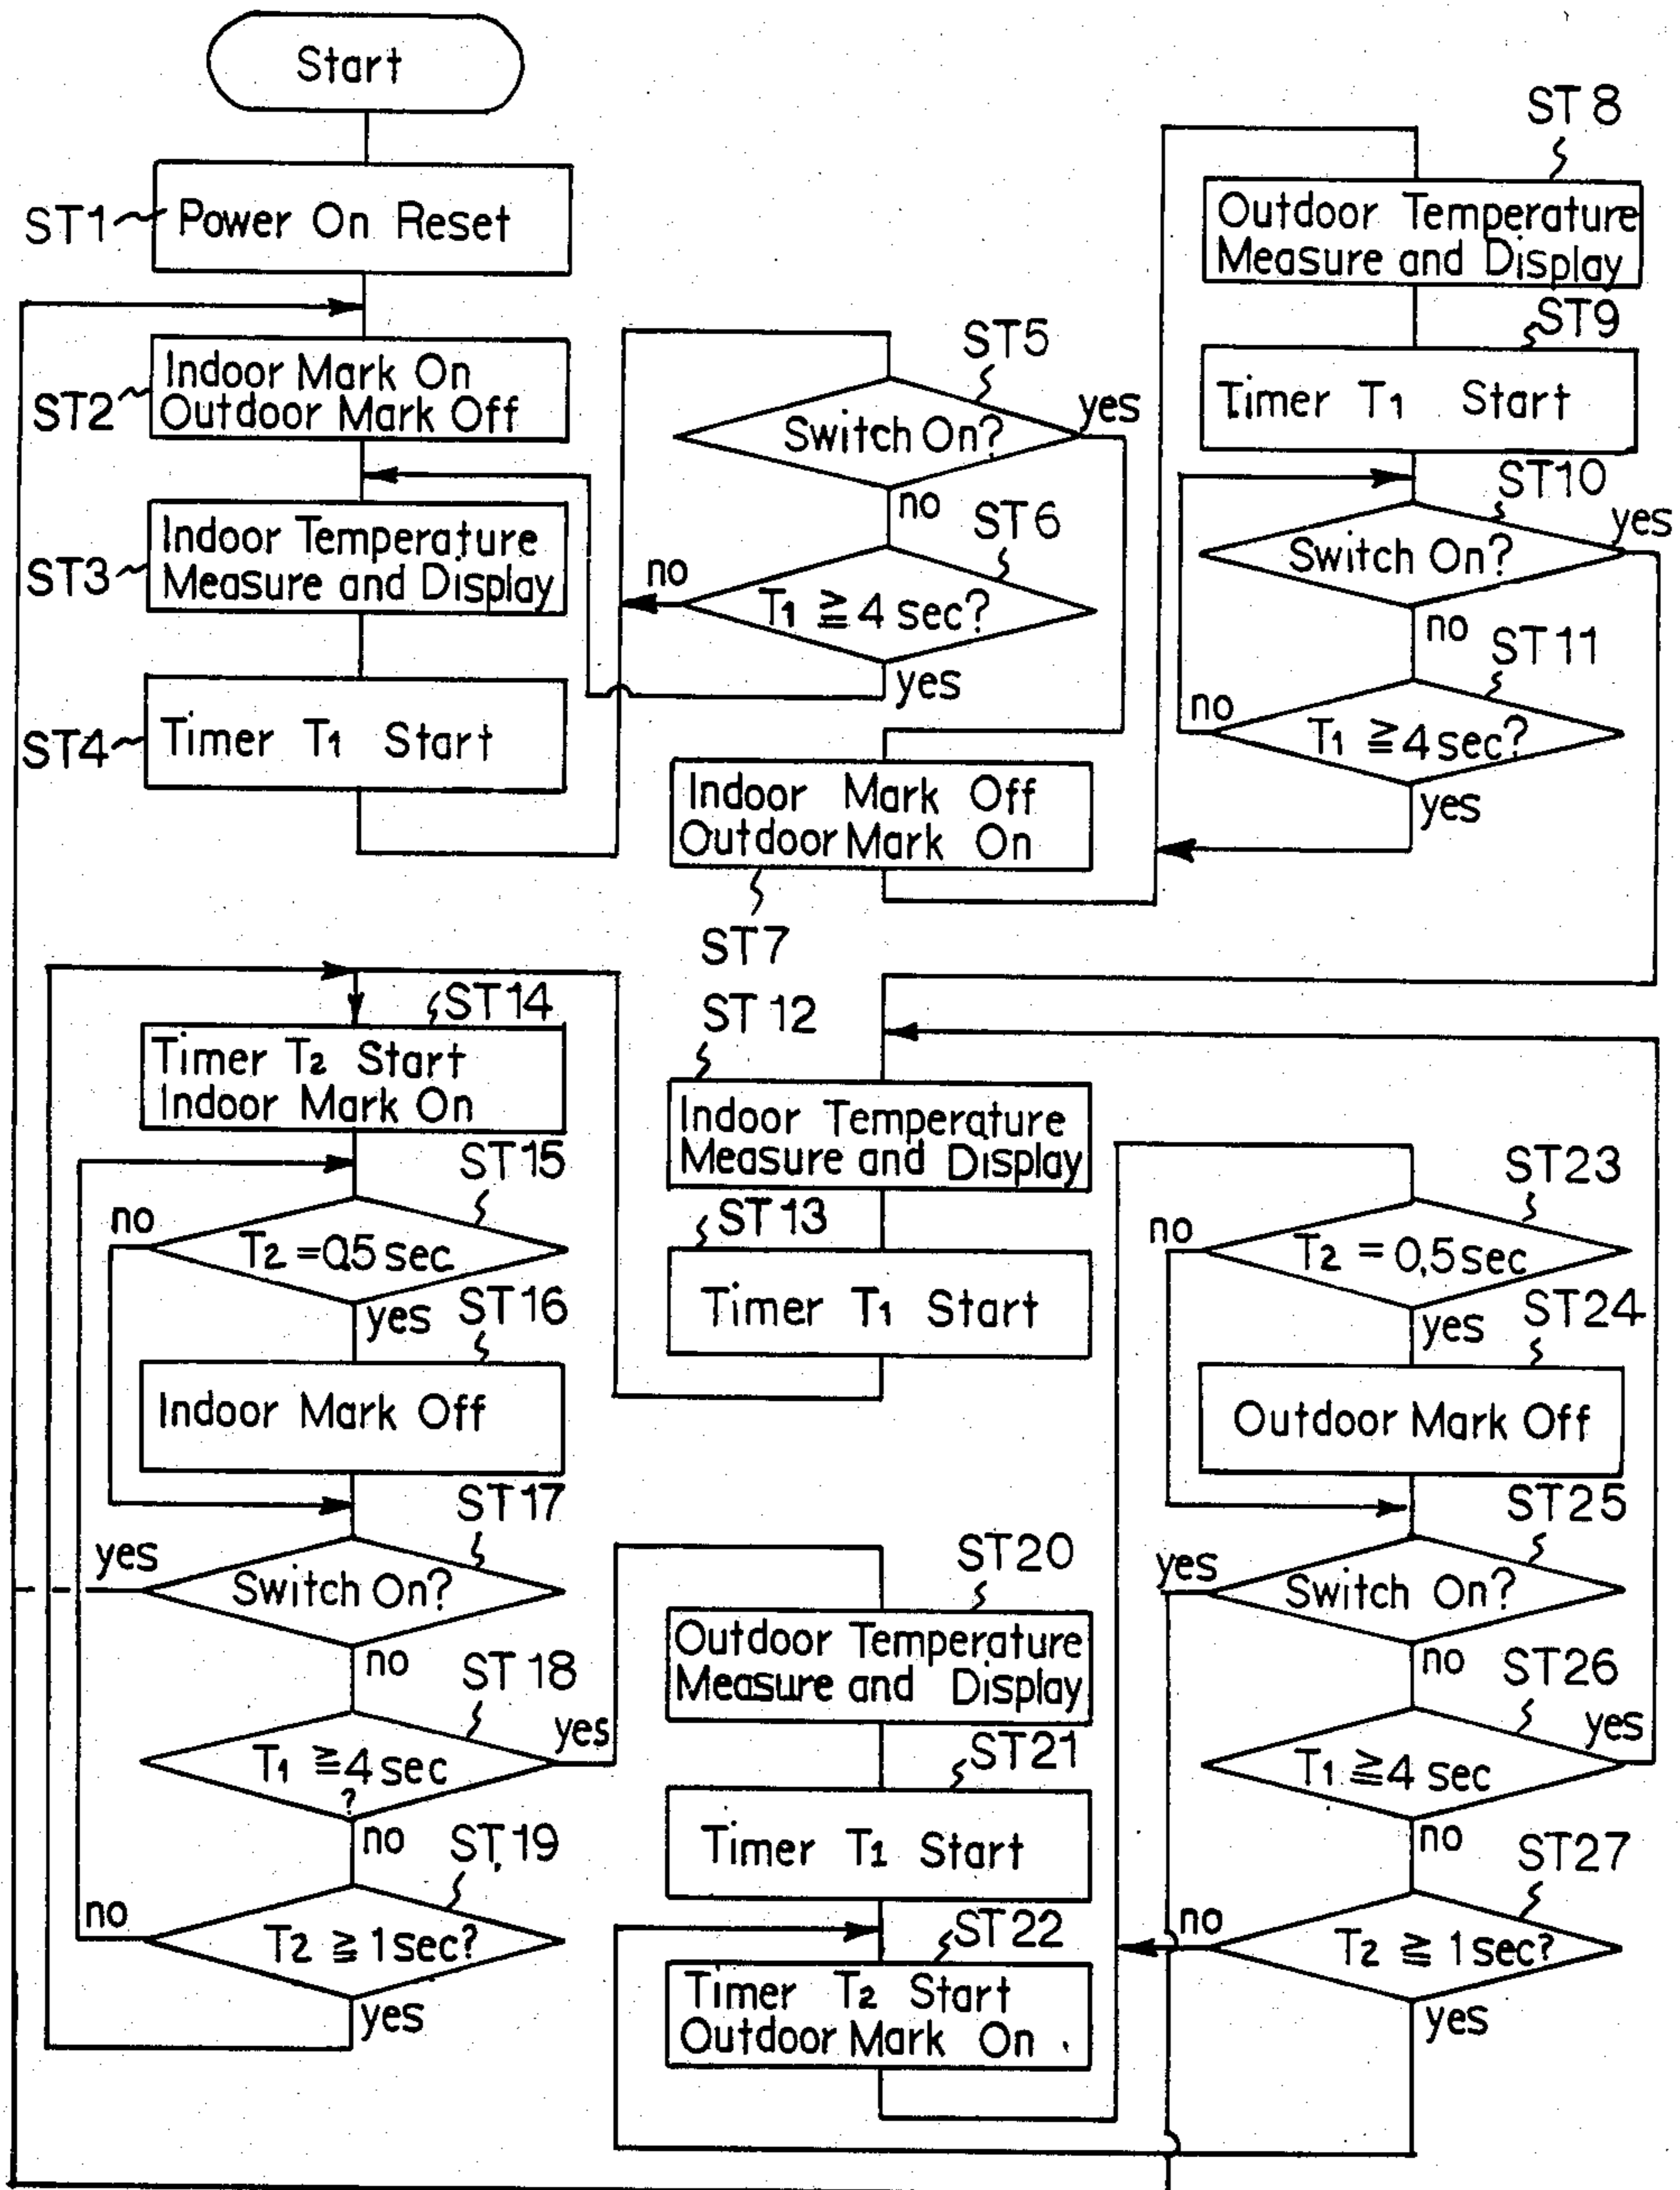 Start
ST1
Power On Reset
ST2
Indoor Mark On
Outdoor Mark Off
ST3
Indoor Temperature
Measure and Display
ST4
Timer T1 Start
ST5
Switch On?
yes
no
ST6
T1 ≧ 4 sec?
no
yes
Indoor Mark Off
Outdoor Mark On
ST7
ST8
Outdoor Temperature
Measure and Display
ST9
Timer T1 Start
ST10
Switch On?
yes
no
ST11
T1 ≧ 4 sec?
no
yes
ST12
Indoor Temperature
Measure and Display
ST13
Timer T1 Start
ST14
Timer T2 Start
Indoor Mark On
ST15
T2 = 0.5 sec
no
yes
ST16
Indoor Mark Off
ST17
Switch On?
yes
no
ST18
T1 ≧ 4 sec
?
yes
no
ST19
T2 ≧ 1 sec?
no
yes
ST20
Outdoor Temperature
Measure and Display
ST21
Timer T1 Start
ST22
Timer T2 Start
Outdoor Mark On
ST23
T2 = 0,5 sec
no
yes
ST24
Outdoor Mark Off
ST25
Switch On?
yes
no
ST26
T1 ≧ 4 sec
yes
no
ST27
T2 ≧ 1 sec?
no
yes